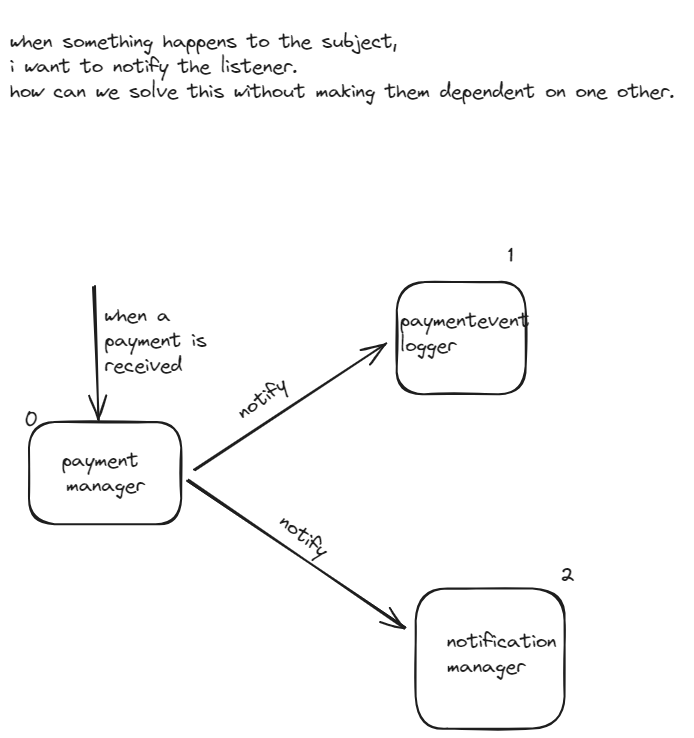 when something happens to the subject,
i want to notify the listener.
how can we solve this without making them dependent on one other.
1
when a
payment is
received
paymentevent
logger
notify
0
payment
manager
notify
2
notification
manager